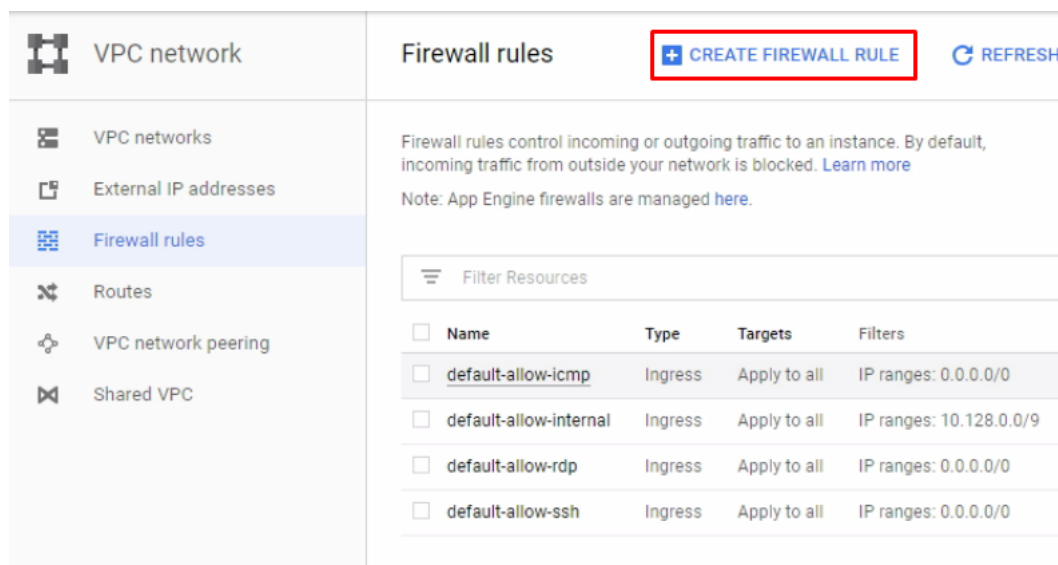 VPC network
VPC networks
External IP addresses
Firewall rules
Routes
VPC network peering
Shared VPC
Firewall rules
CREATE FIREWALL RULE
REFRESH
Firewall rules control incoming or outgoing traffic to an instance. By default,
incoming traffic from outside your network is blocked. Learn more
Note: App Engine firewalls are managed here.
Filter Resources
Name Type Targets Filters
default-allow-icmp Ingress Apply to all IP ranges: 0.0.0.0/0
default-allow-internal Ingress Apply to all IP ranges: 10.128.0.0/9
default-allow-rdp Ingress Apply to all IP ranges: 0.0.0.0/0
default-allow-ssh Ingress Apply to all IP ranges: 0.0.0.0/0